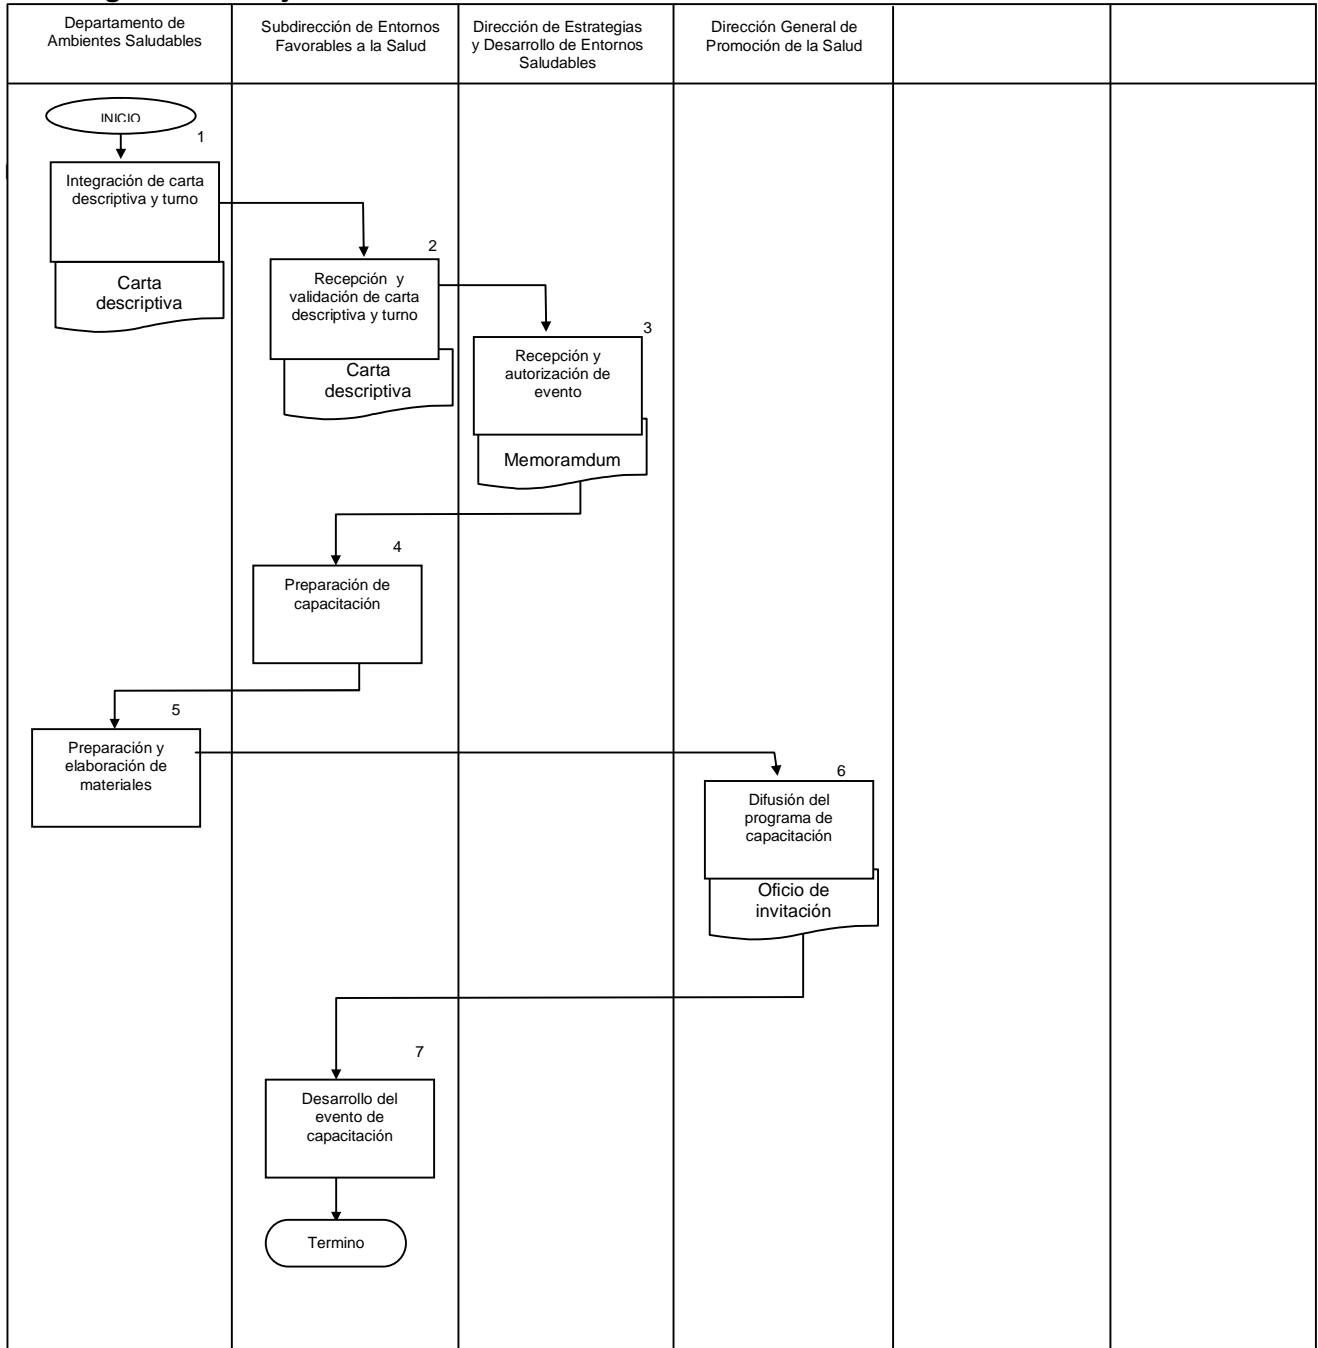 Departamento de
Ambientes Saludables
Subdirección de Entornos
Favorables a la Salud
Dirección de Estrategias
y Desarrollo de Entornos
Saludables
Dirección General de
Promoción de la Salud
INICIO
1
Integración de carta
descriptiva y turno
Carta
descriptiva
2
Recepción y
validación de carta
descriptiva y turno
Carta
descriptiva
3
Recepción y
autorización de
evento
Memoramdum
4
Preparación de
capacitación
5
Preparación y
elaboración de
materiales
6
Difusión del
programa de
capacitación
Oficio de
invitación
7
Desarrollo del
evento de
capacitación
Termino